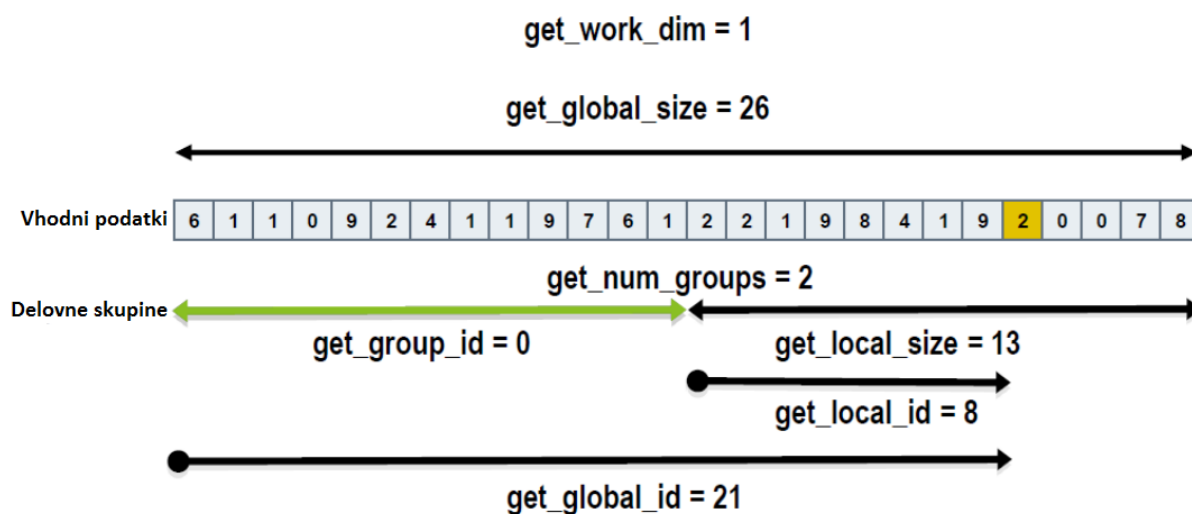 get_work_dim = 1
get_global_size = 26
Vhodni podatki 6 1 1 0 9 2 4 1 1 9 7 6 1 2 2 1 9 8 4 1 9 2 0 0 7 8
get_num_groups = 2
Delovne skupine
get_group_id = 0 get_local_size = 13
get_local_id = 8
get_global_id = 21